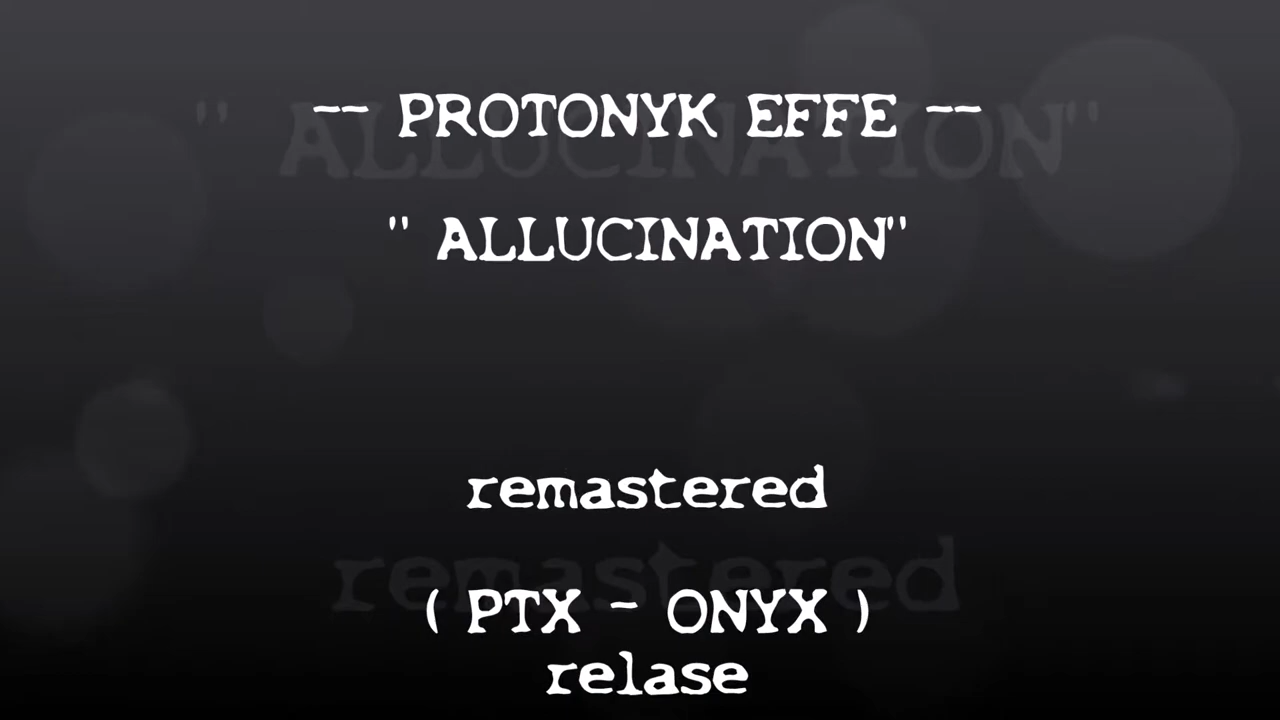 -- PROTONYK EFFE --
" ALLUCINATION"
remastered
( PTX - ONYX )
relase